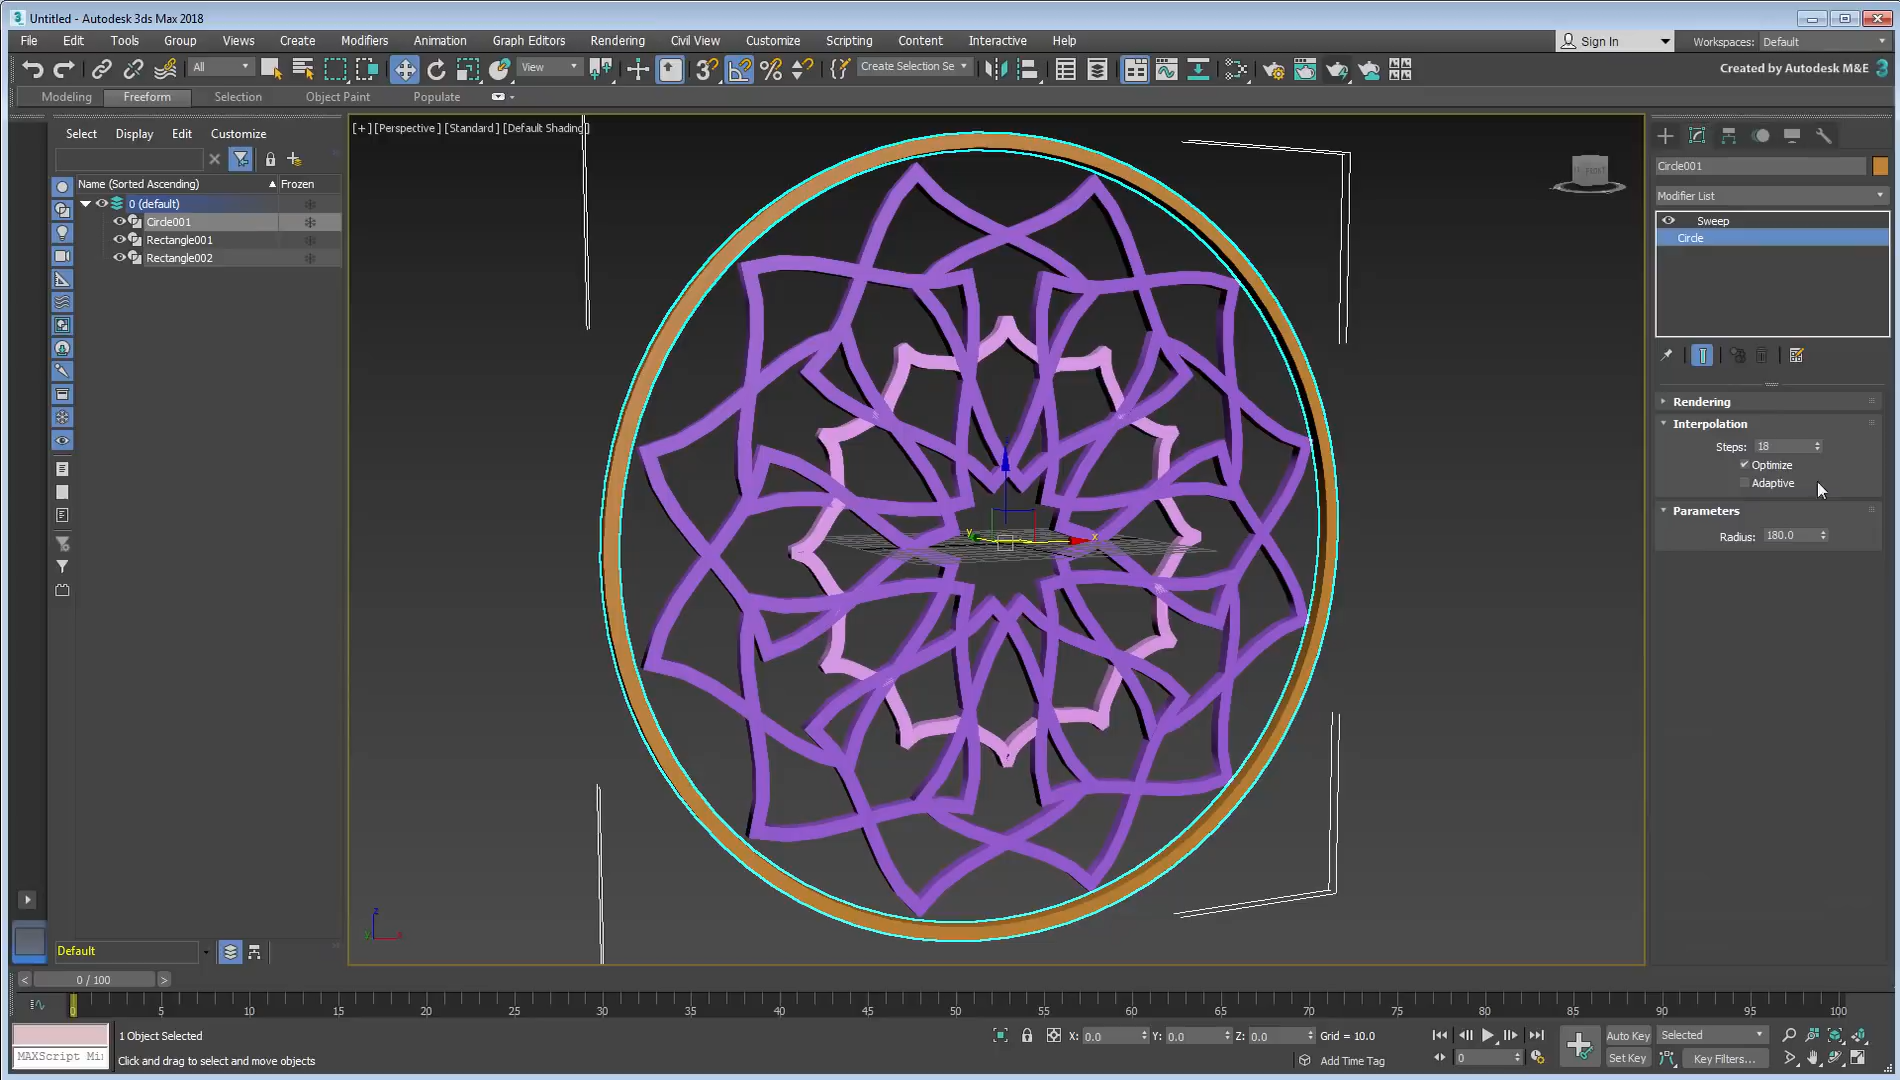 Untitled - Autodesk 3ds Max 2018
File Edit Tools Group Views Create Modifiers Animation Graph Editors Rendering Civil View Customize Scripting Content Interactive Help
Sign In
Workspaces: Default
All
View
Create Selection Se
Created by Autodesk M&E
Modeling Freeform Selection Object Paint Populate
Select Display Edit Customize
Name (Sorted Ascending) Frozen
0 (default)
Circle001
Rectangle001
Rectangle002
[+] [Perspective] [Standard] [Default Shading]
FRONT
x
y
z
x
Circle001
Modifier List
Sweep
Circle
Rendering
Interpolation
Steps: 18
Optimize
Adaptive
Parameters
Radius: 180.0
Default
< 0 / 100 >
0 5 10 15 20 25 30 35 40 45 50 55 60 65 70 75 80 85 90 95 100
1 Object Selected
X: 0.0 Y: 0.0 Z: 0.0 Grid = 10.0
Auto Key Selected
MAXScript Mi
Click and drag to select and move objects
Add Time Tag
0
Set Key Key Filters...